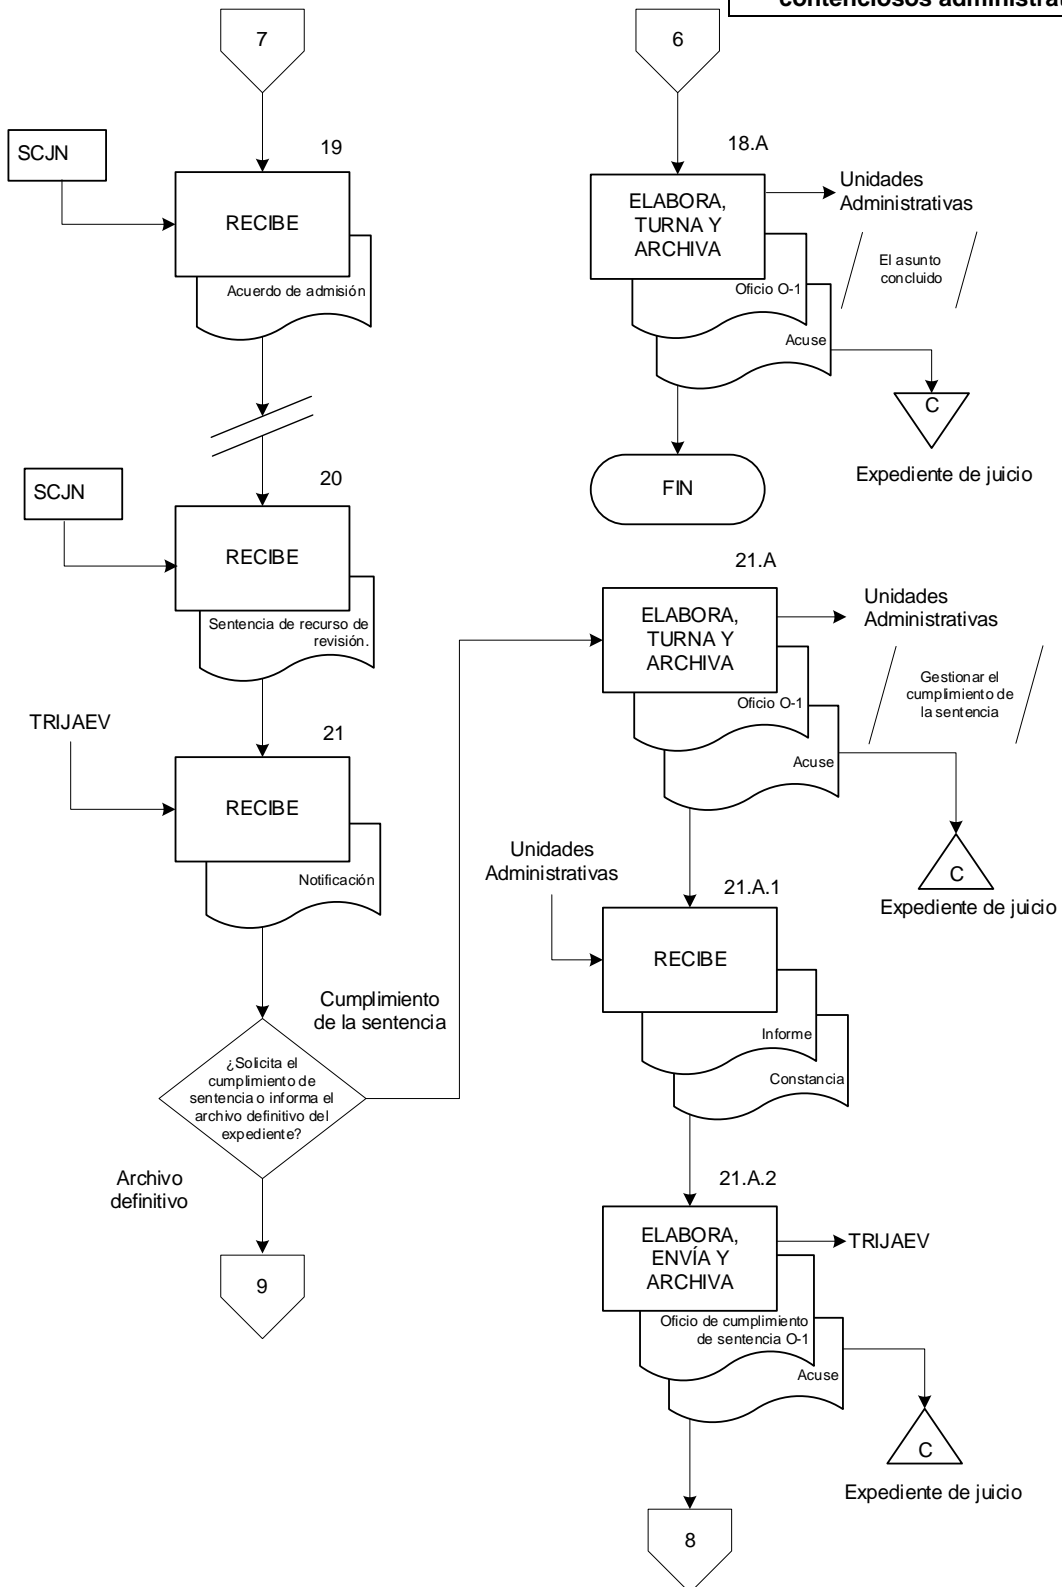 contenciosos administrat
7
SCJN
19
RECIBE
Acuerdo de admisión
SCJN
20
RECIBE
Sentencia de recurso de
revisión.
TRIJAEV
21
RECIBE
Notificación
¿Solicita el
cumplimiento de
sentencia o informa el
archivo definitivo del
expediente?
Cumplimiento
de la sentencia
Archivo
definitivo
9
6
18.A
ELABORA,
TURNA Y
ARCHIVA
Oficio O-1
Acuse
Unidades
Administrativas
El asunto
concluido
C
Expediente de juicio
FIN
21.A
ELABORA,
TURNA Y
ARCHIVA
Oficio O-1
Acuse
Unidades
Administrativas
Gestionar el
cumplimiento de
la sentencia
C
Expediente de juicio
Unidades
Administrativas
21.A.1
RECIBE
Informe
Constancia
21.A.2
ELABORA,
ENVÍA Y
ARCHIVA
Oficio de cumplimiento
de sentencia O-1
Acuse
TRIJAEV
C
Expediente de juicio
8